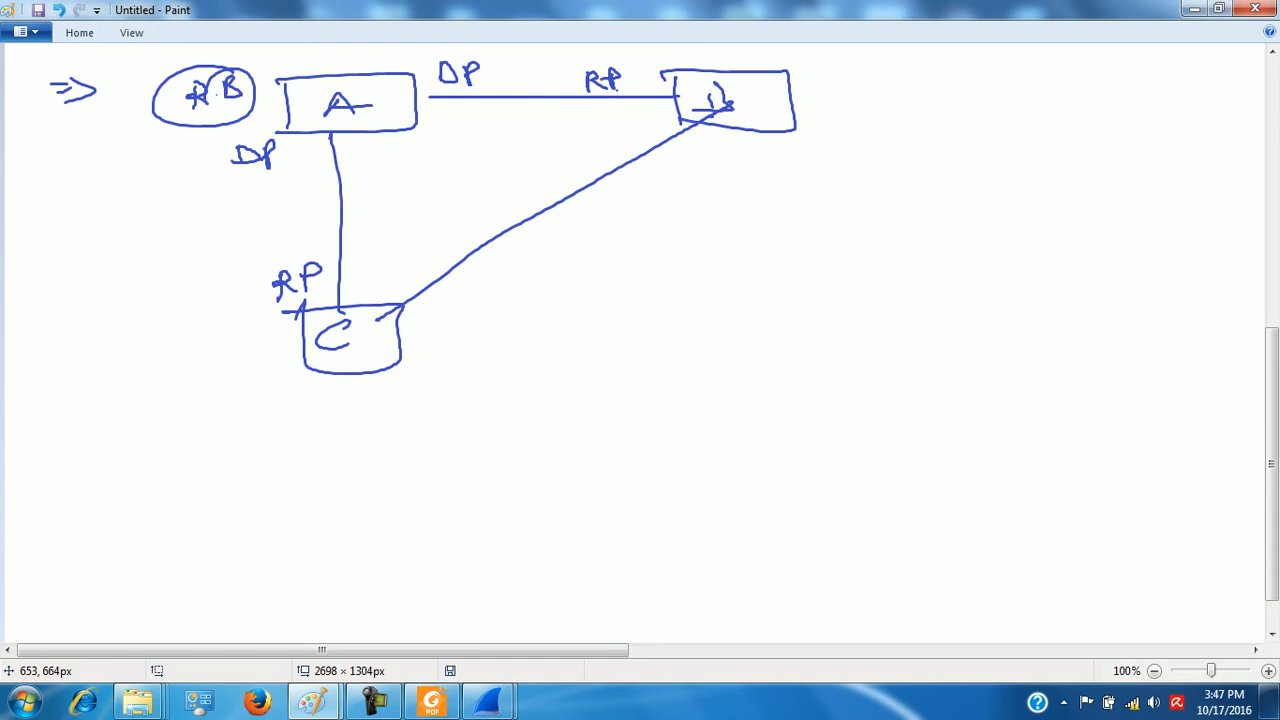 Untitled - Paint
Home View
=> R.B A DP RP
DP
RP
C
653, 664px
2698 × 1304px
100%
PDF
3:47 PM
10/17/2016